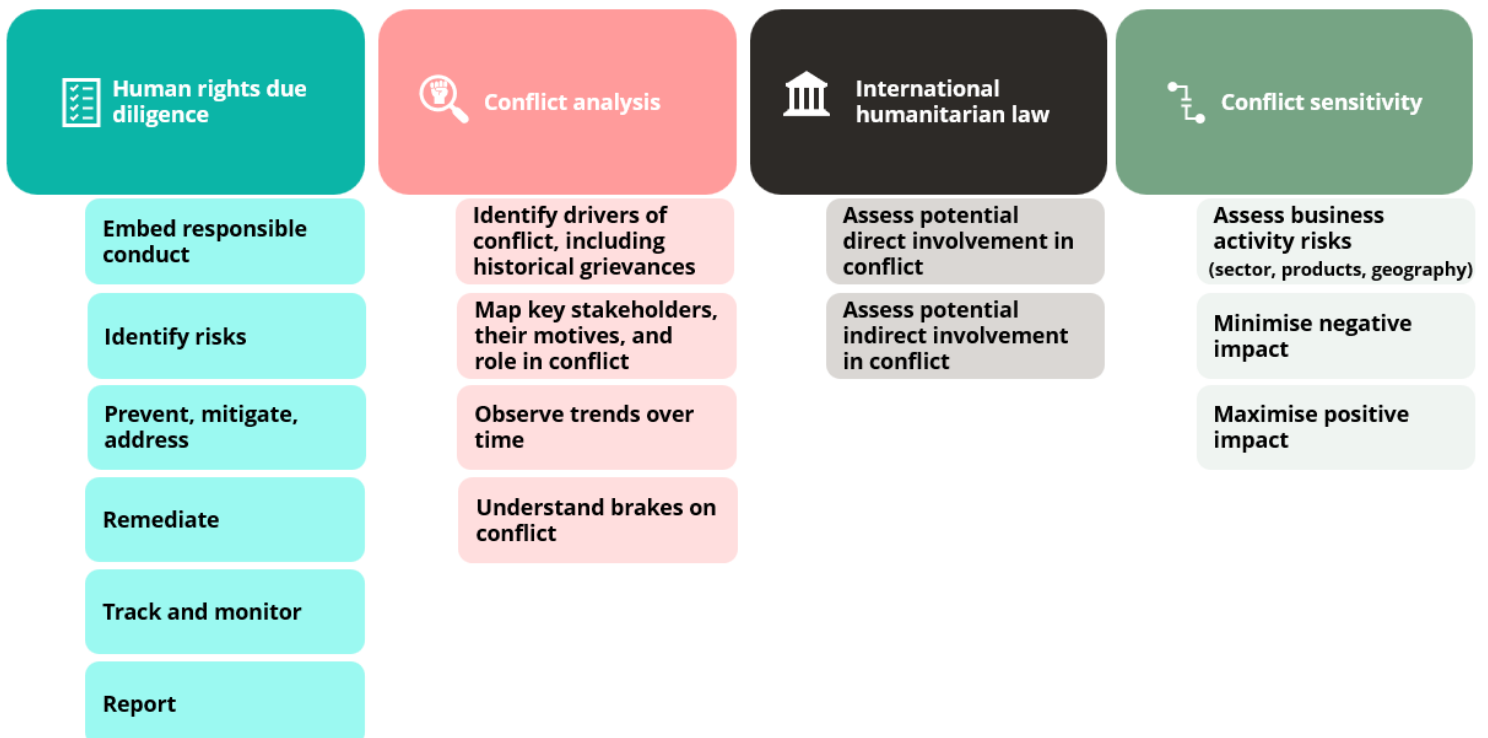 Human rights due
diligence
Conflict analysis
International
humanitarian law
Conflict sensitivity
Embed responsible
conduct
Identify risks
Prevent, mitigate,
address
Remediate
Track and monitor
Report
Identify drivers of
conflict, including
historical grievances
Map key stakeholders,
their motives, and
role in conflict
Observe trends over
time
Understand brakes on
conflict
Assess potential
direct involvement in
conflict
Assess potential
indirect involvement
in conflict
Assess business
activity risks
(sector, products, geography)
Minimise negative
impact
Maximise positive
impact